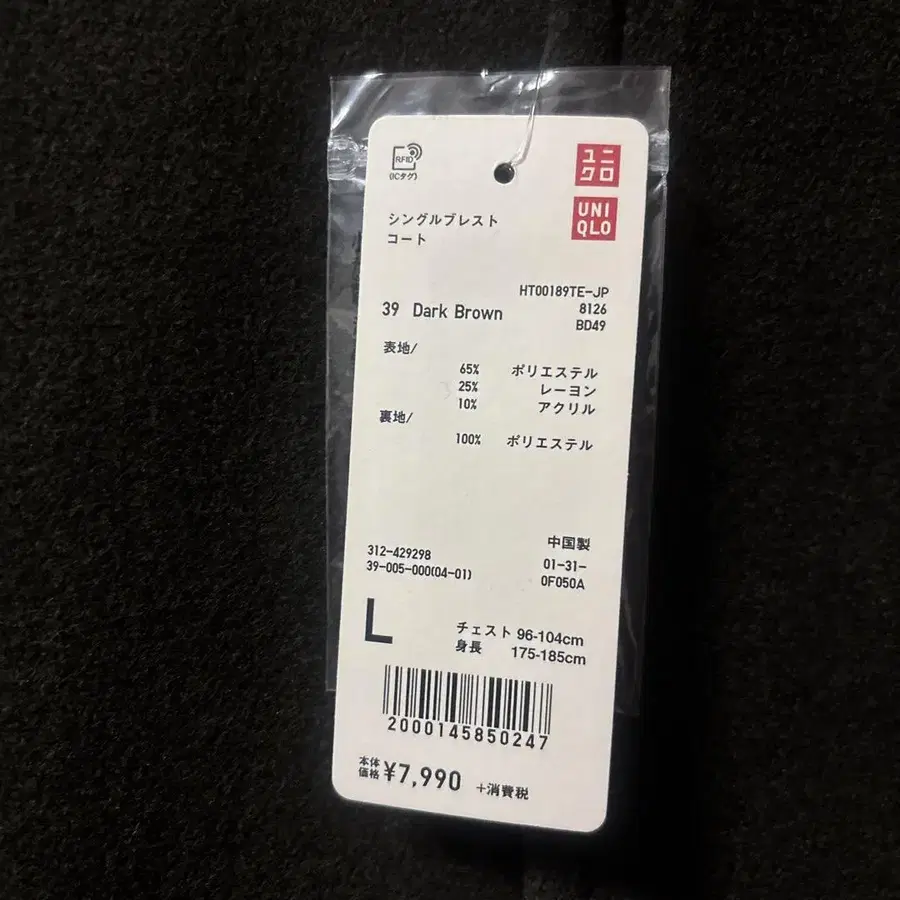 RFID
(ICタグ)
ユニ
クロ
UNI
QLO
シングルブレスト
コート
HT00189TE-JP
39 Dark Brown
8126
BD49
表地/
65% ポリエステル
25% レーヨン
10% アクリル
裏地/
100% ポリエステル
中国製
312-429298
01-31-
39-005-000(04-01)
0F050A
L
チェスト 96-104cm
身長 175-185cm
2000145850247
本体
価格 ¥7,990 +消費税